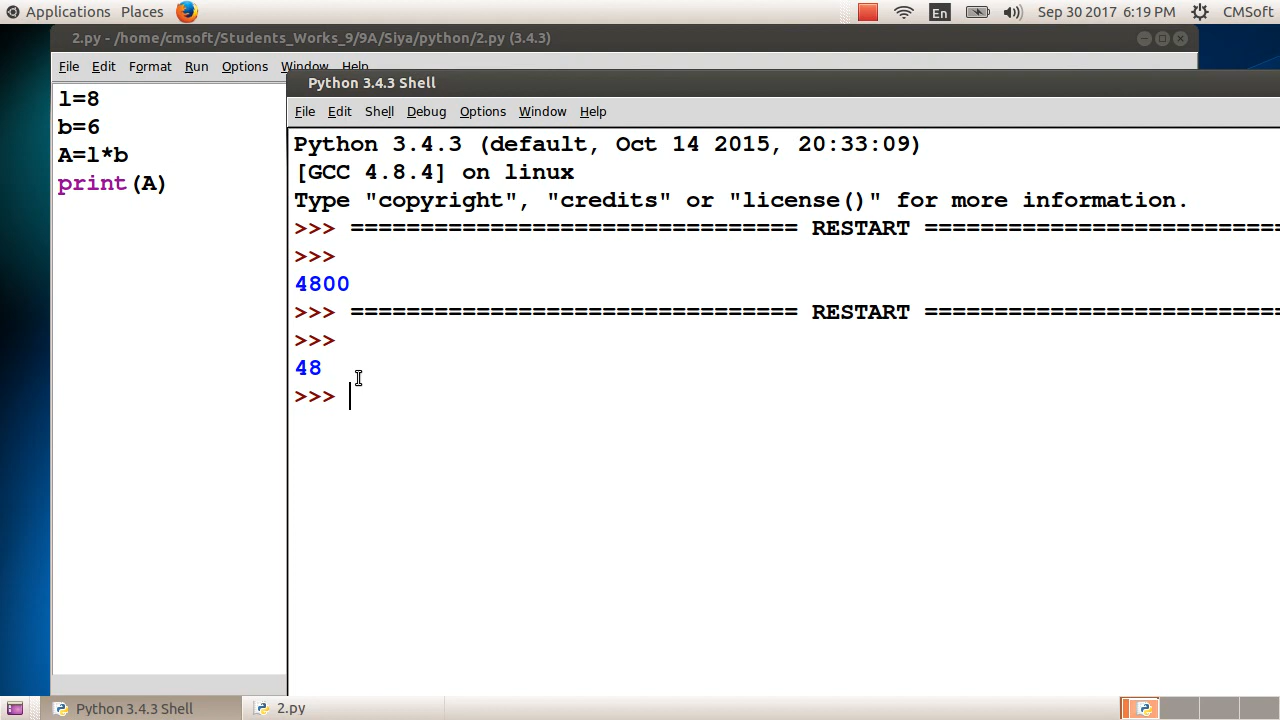 Applications Places En Sep 30 2017 6:19 PM CMSoft
2.py - /home/cmsoft/Students_Works_9/9A/Siya/python/2.py (3.4.3)
File Edit Format Run Options Window Help
l=8
b=6
A=l*b
print(A)
Python 3.4.3 Shell
File Edit Shell Debug Options Window Help
Python 3.4.3 (default, Oct 14 2015, 20:33:09)
[GCC 4.8.4] on linux
Type "copyright", "credits" or "license()" for more information.
>>> ================================ RESTART ==========================
>>>
4800
>>> ================================ RESTART ==========================
>>>
48
>>>
Python 3.4.3 Shell 2.py